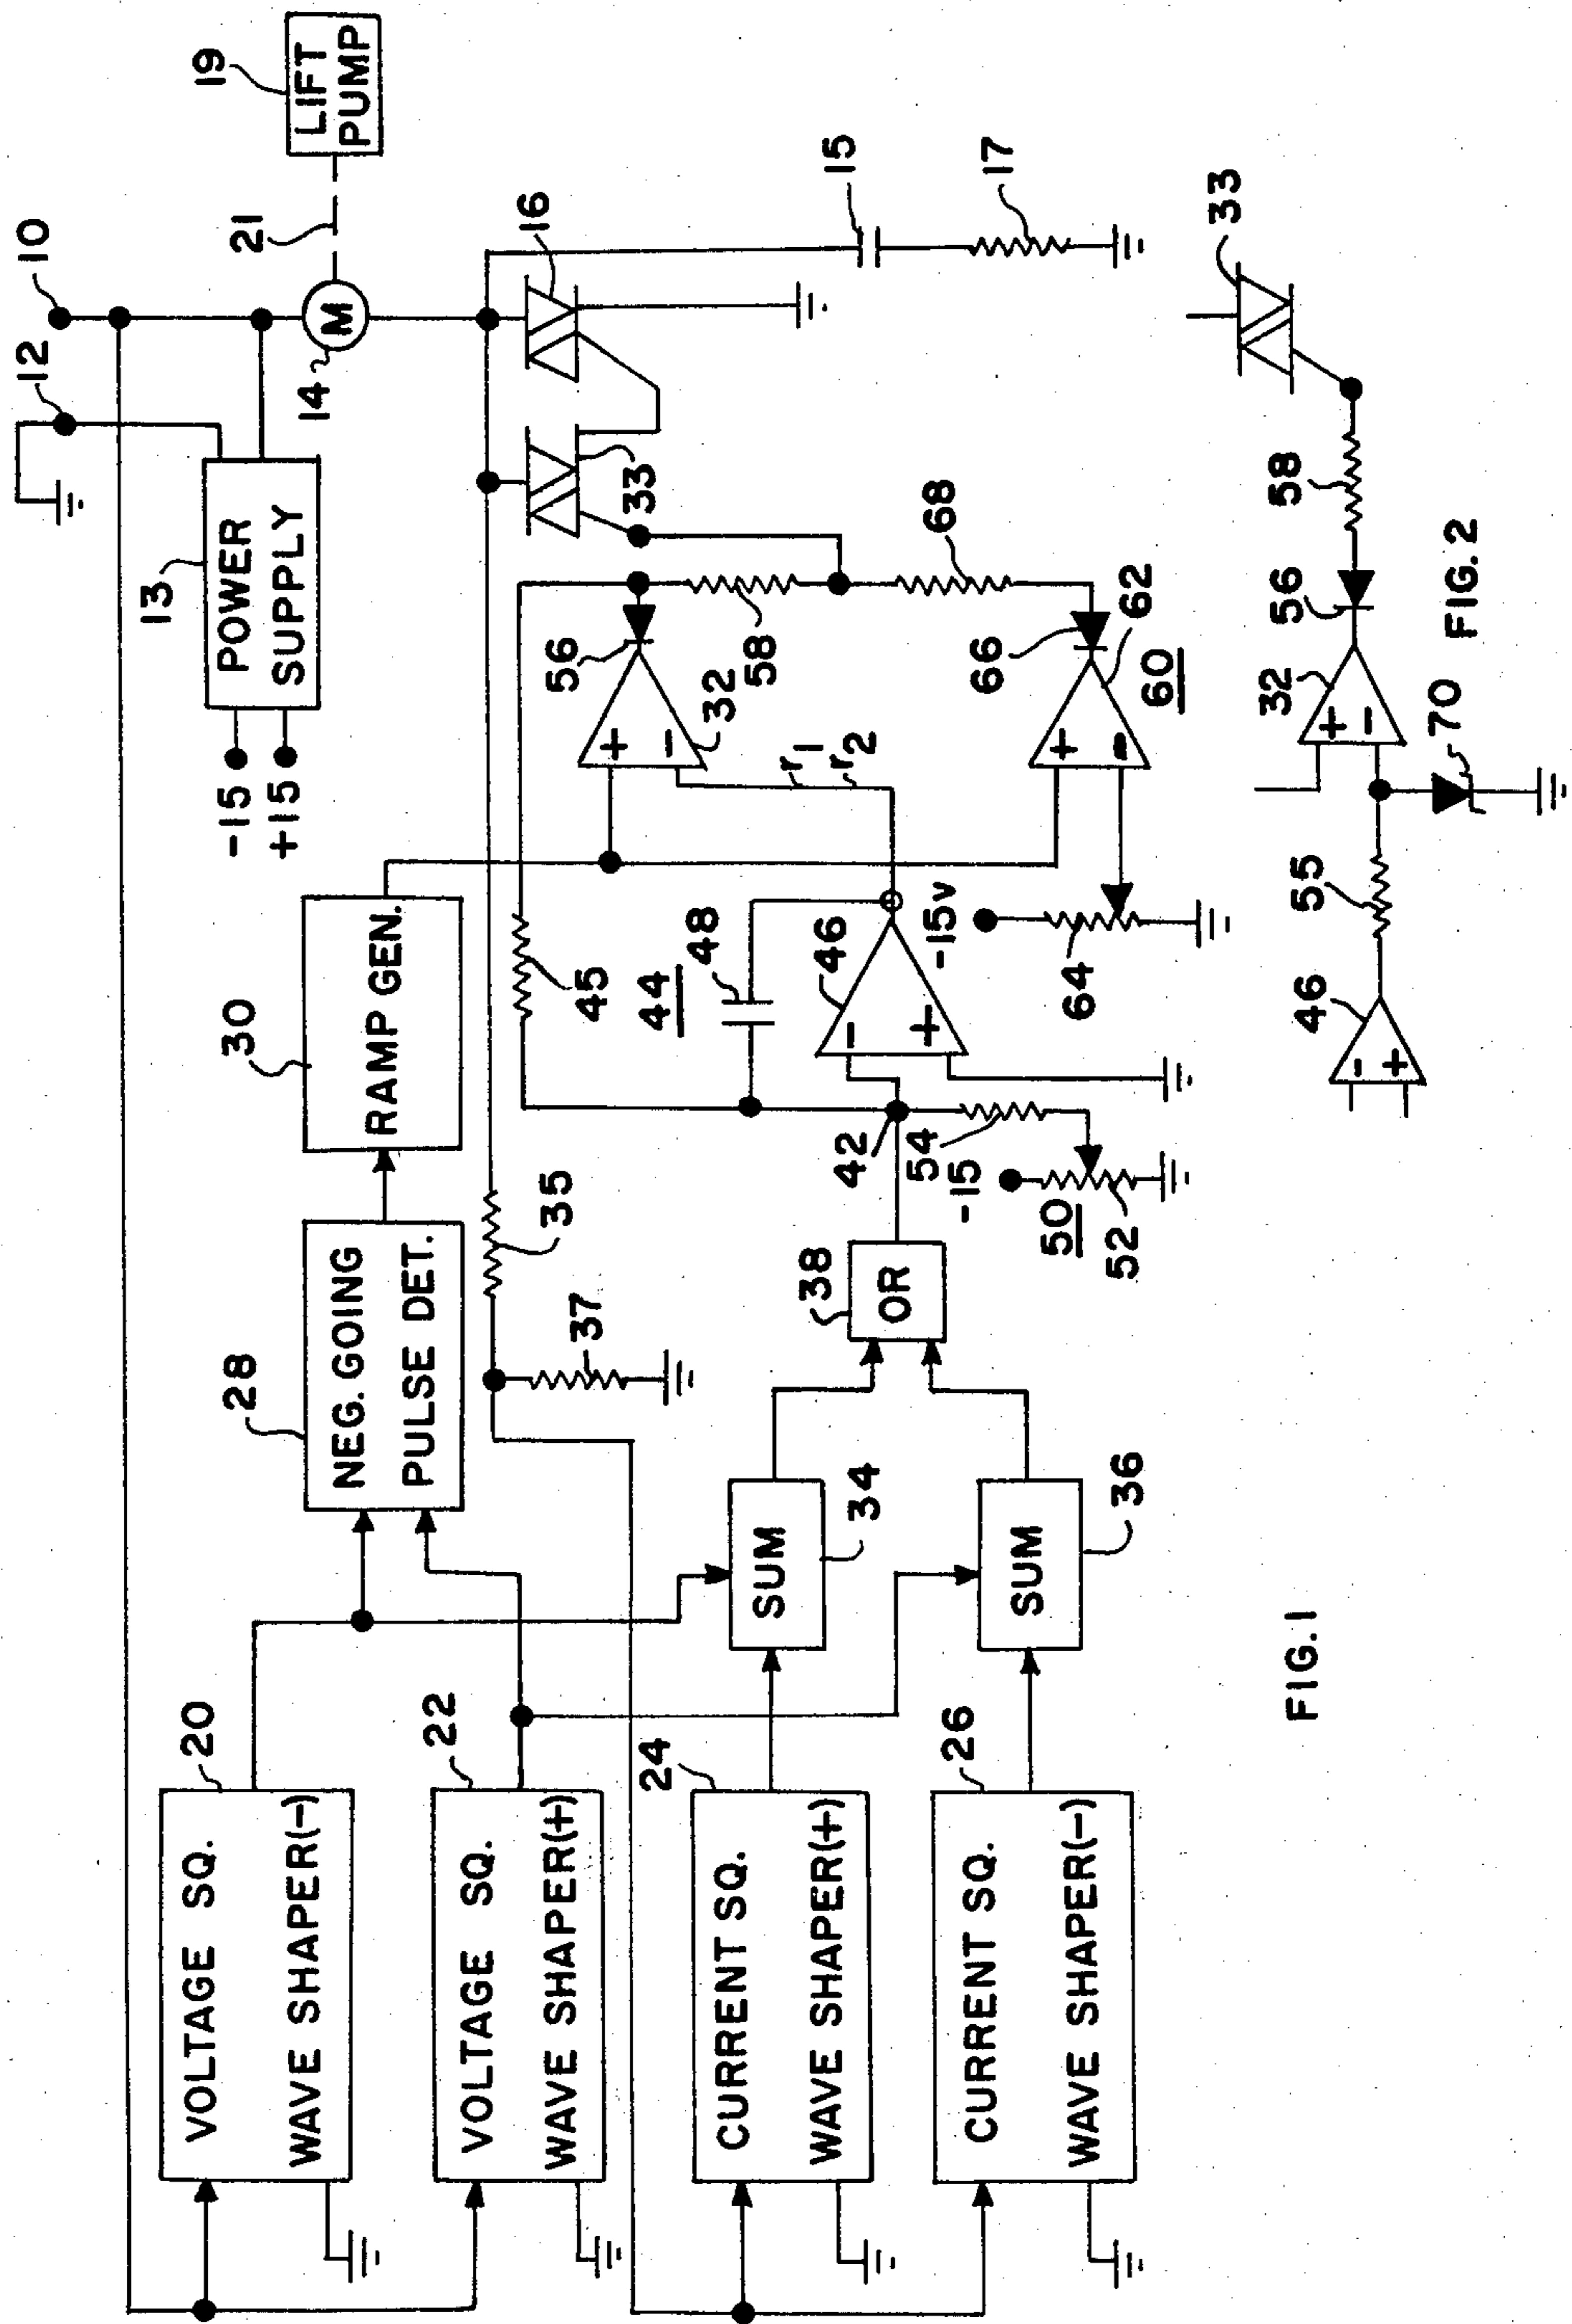 10
12
13
POWER
SUPPLY
-15
+15
14
M
21
19
LIFT
PUMP
16
15
17
33
20
VOLTAGE SQ.
WAVE SHAPER(-)
22
VOLTAGE SQ.
WAVE SHAPER(+)
24
CURRENT SQ.
WAVE SHAPER(+)
26
CURRENT SQ.
WAVE SHAPER(-)
28
NEG. GOING
PULSE DET.
30
RAMP GEN.
35
37
34
SUM
36
SUM
38
OR
42
44
45
46
-
+
48
50
-15
52
54
56
+
-
32
58
r1
r2
60
+
-
62
-15v
64
66
68
FIG. 1
46
-
+
55
70
32
+
-
56
58
33
FIG. 2